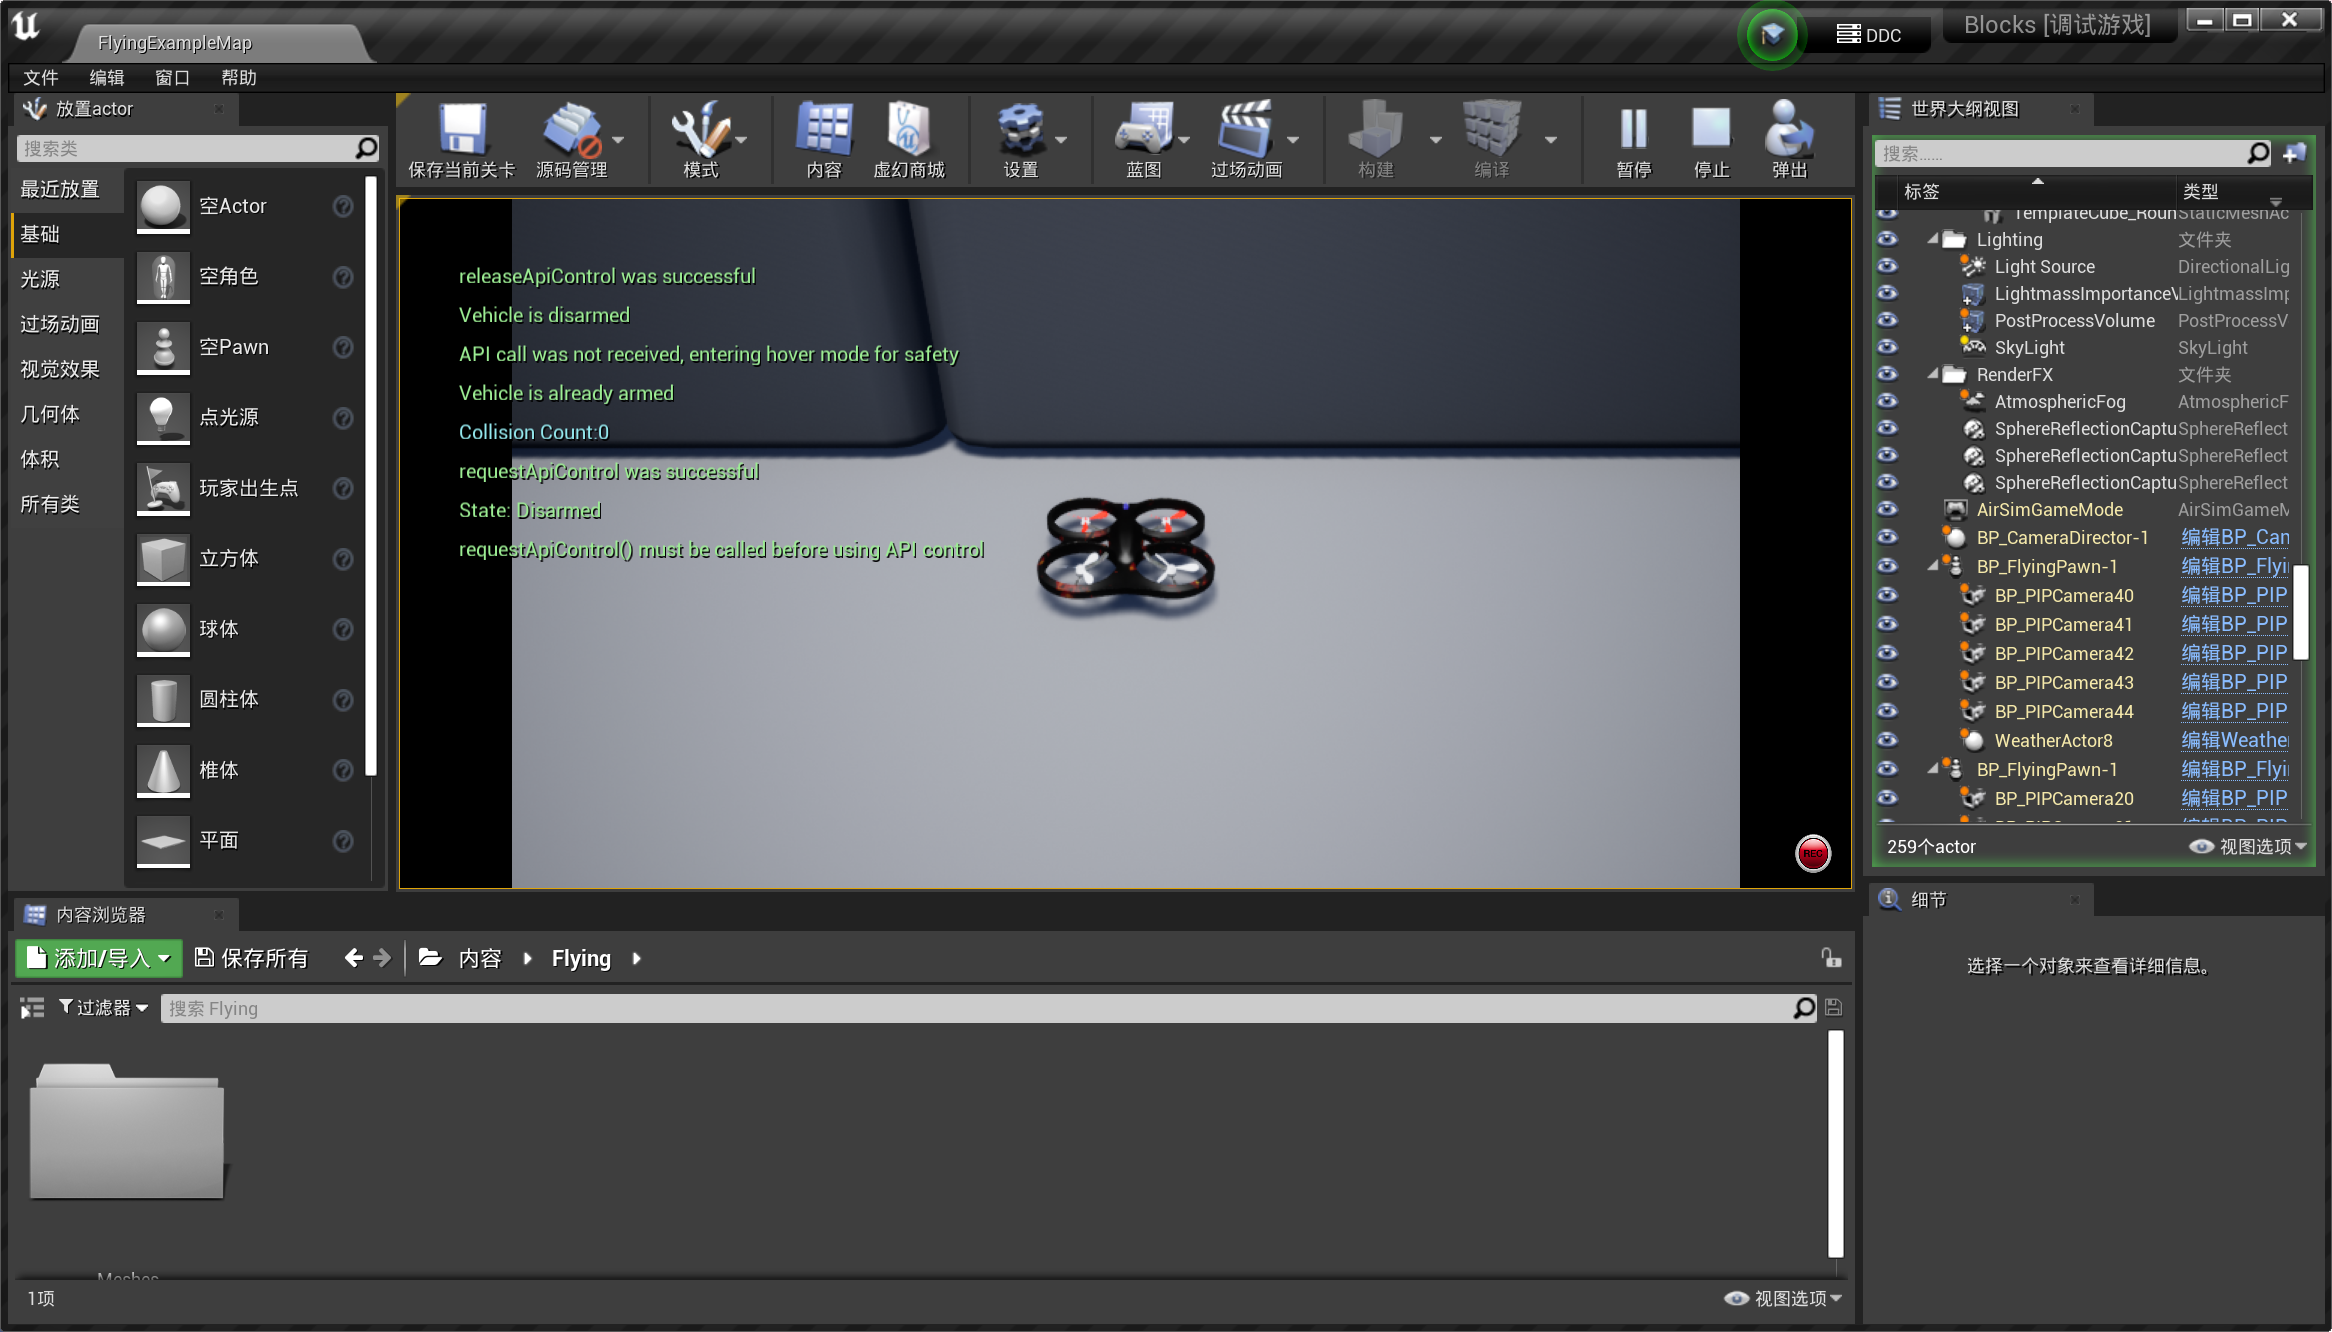 FlyingExampleMap
DDC
Blocks [调试游戏]
文件 编辑 窗口 帮助
放置actor
搜索类
最近放置
基础
光源
过场动画
视觉效果
几何体
体积
所有类
空Actor
空角色
空Pawn
点光源
玩家出生点
立方体
球体
圆柱体
椎体
平面
保存当前关卡 源码管理 模式 内容 虚幻商城 设置 蓝图 过场动画 构建 编译 暂停 停止 弹出
releaseApiControl was successful
Vehicle is disarmed
API call was not received, entering hover mode for safety
Vehicle is already armed
Collision Count:0
requestApiControl was successful
State: Disarmed
requestApiControl() must be called before using API control
REC
世界大纲视图
搜索......
标签 类型
TemplateCube_Roun StaticMeshAc
Lighting 文件夹
Light Source DirectionalLig
LightmassImportanceV LightmassImp
PostProcessVolume PostProcessV
SkyLight SkyLight
RenderFX 文件夹
AtmosphericFog AtmosphericF
SphereReflectionCaptu SphereReflect
SphereReflectionCaptu SphereReflect
SphereReflectionCaptu SphereReflect
AirSimGameMode AirSimGameM
BP_CameraDirector-1 编辑BP_Can
BP_FlyingPawn-1 编辑BP_Flyi
BP_PIPCamera40 编辑BP_PIP
BP_PIPCamera41 编辑BP_PIP
BP_PIPCamera42 编辑BP_PIP
BP_PIPCamera43 编辑BP_PIP
BP_PIPCamera44 编辑BP_PIP
WeatherActor8 编辑Weather
BP_FlyingPawn-1 编辑BP_Flyi
BP_PIPCamera20 编辑BP_PIP
259个actor 视图选项
细节
选择一个对象来查看详细信息。
内容浏览器
添加/导入 保存所有 内容 Flying
过滤器 搜索 Flying
Meshes
1项 视图选项